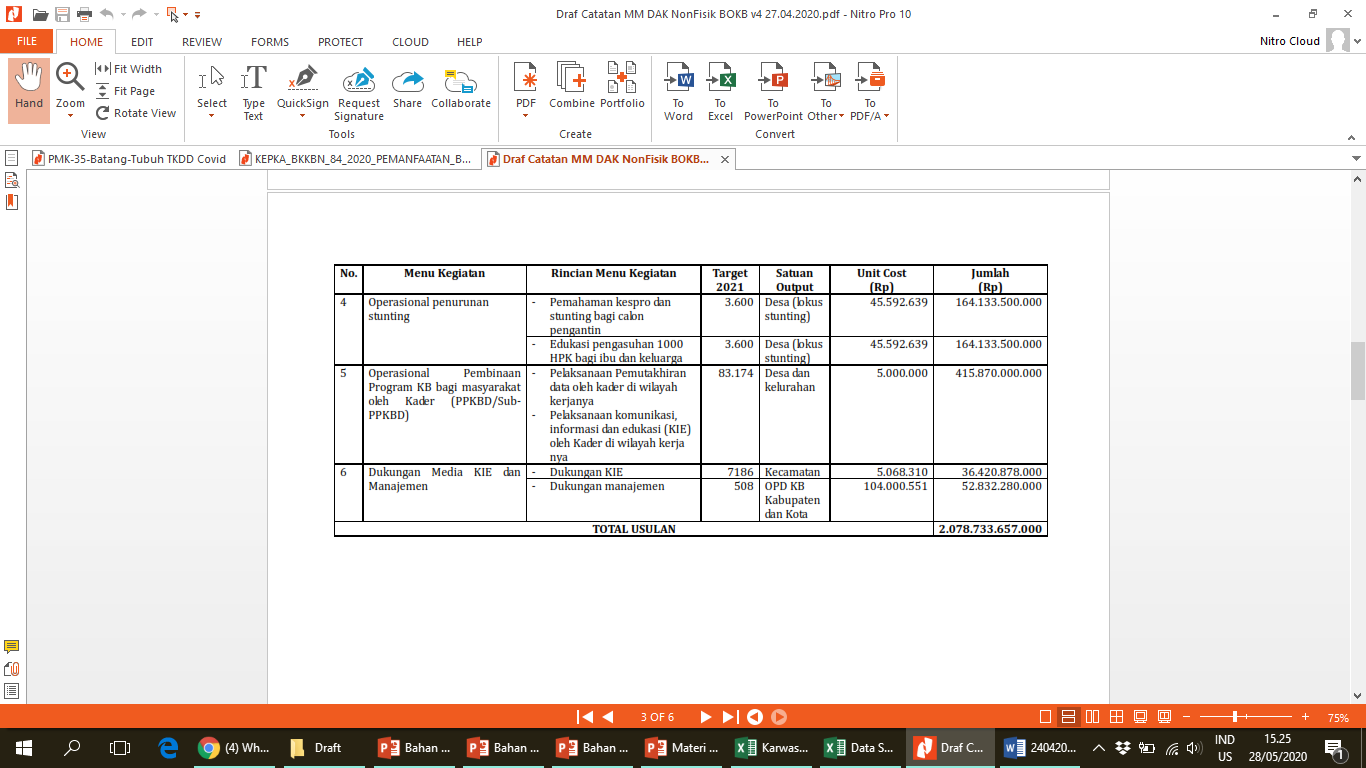 Draf Catatan MM DAK NonFisik BOKB v4 27.04.2020.pdf - Nitro Pro 10
FILE HOME EDIT REVIEW FORMS PROTECT CLOUD HELP
Nitro Cloud
Hand
Zoom
Fit Width
Fit Page
Rotate View
View
Select
Type Text
QuickSign
Request Signature
Share
Collaborate
Tools
PDF
Combine
Portfolio
Create
To Word
To Excel
To PowerPoint
To Other
To PDF/A
Convert
PMK-35-Batang-Tubuh TKDD Covid
KEPKA_BKKBN_84_2020_PEMANFAATAN_B...
Draf Catatan MM DAK NonFisik BOKB...
No. Menu Kegiatan Rincian Menu Kegiatan Target Satuan Unit Cost Jumlah
2021 Output (Rp) (Rp)
4 Operasional penurunan - Pemahaman kespro dan 3.600 Desa (lokus 45.592.639 164.133.500.000
stunting stunting bagi calon stunting)
pengantin
- Edukasi pengasuhan 1000 3.600 Desa (lokus 45.592.639 164.133.500.000
HPK bagi ibu dan keluarga stunting)
5 Operasional Pembinaan - Pelaksanaan Pemutakhiran 83.174 Desa dan 5.000.000 415.870.000.000
Program KB bagi masyarakat data oleh kader di wilayah kelurahan
oleh Kader (PPKBD/Sub- kerjanya
PPKBD) - Pelaksanaan komunikasi,
informasi dan edukasi (KIE)
oleh Kader di wilayah kerja
nya
6 Dukungan Media KIE dan - Dukungan KIE 7186 Kecamatan 5.068.310 36.420.878.000
Manajemen - Dukungan manajemen 508 OPD KB 104.000.551 52.832.280.000
Kabupaten
dan Kota
TOTAL USULAN 2.078.733.657.000
3 OF 6
75%
(4) Wh...
Draft
Bahan ...
Bahan ...
Bahan ...
Materi ...
Karwas...
Data S...
Draf C...
240420...
IND
US
15.25
28/05/2020
1